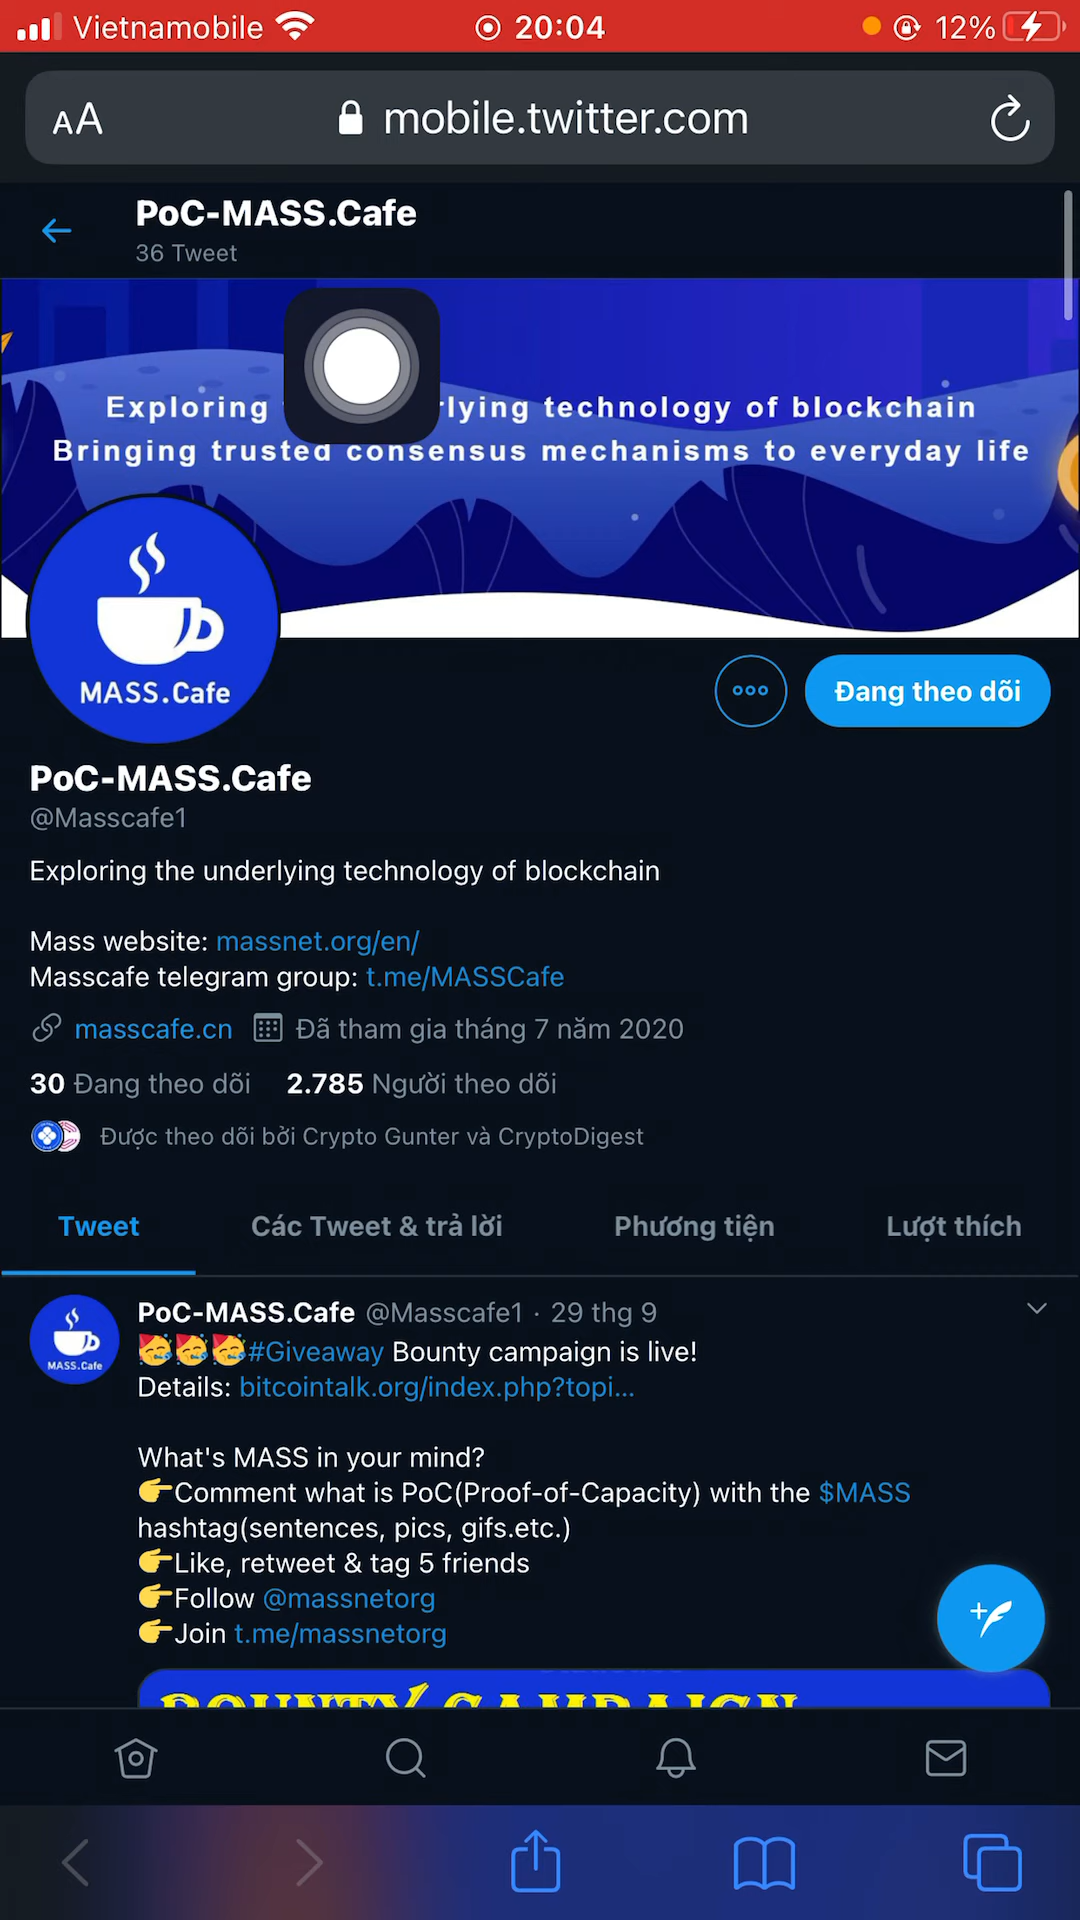 Vietnamobile 20:04 12%
AA mobile.twitter.com
PoC-MASS.Cafe
36 Tweet
Exploring rlying technology of blockchain
Bringing trusted consensus mechanisms to everyday life
MASS.Cafe
Đang theo dõi
PoC-MASS.Cafe
@Masscafe1
Exploring the underlying technology of blockchain
Mass website: massnet.org/en/
Masscafe telegram group: t.me/MASSCafe
masscafe.cn Đã tham gia tháng 7 năm 2020
30 Đang theo dõi 2.785 Người theo dõi
Được theo dõi bởi Crypto Gunter và CryptoDigest
Tweet Các Tweet & trả lời Phương tiện Lượt thích
MASS.Cafe
PoC-MASS.Cafe @Masscafe1 · 29 thg 9
🥳🥳🥳#Giveaway Bounty campaign is live!
Details: bitcointalk.org/index.php?topi...
What's MASS in your mind?
👉Comment what is PoC(Proof-of-Capacity) with the $MASS
hashtag(sentences, pics, gifs.etc.)
👉Like, retweet & tag 5 friends
👉Follow @massnetorg
👉Join t.me/massnetorg
BOUNTY CAMPAIGN